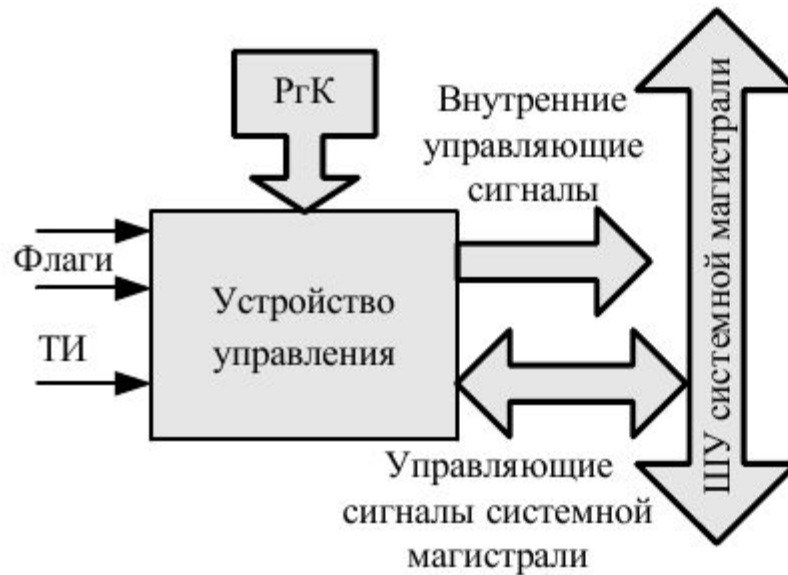 РгК
Внутренние
управляющие
сигналы
Флаги
ТИ
Устройство
управления
Управляющие
сигналы системной
магистрали
ШУ системной магистрали